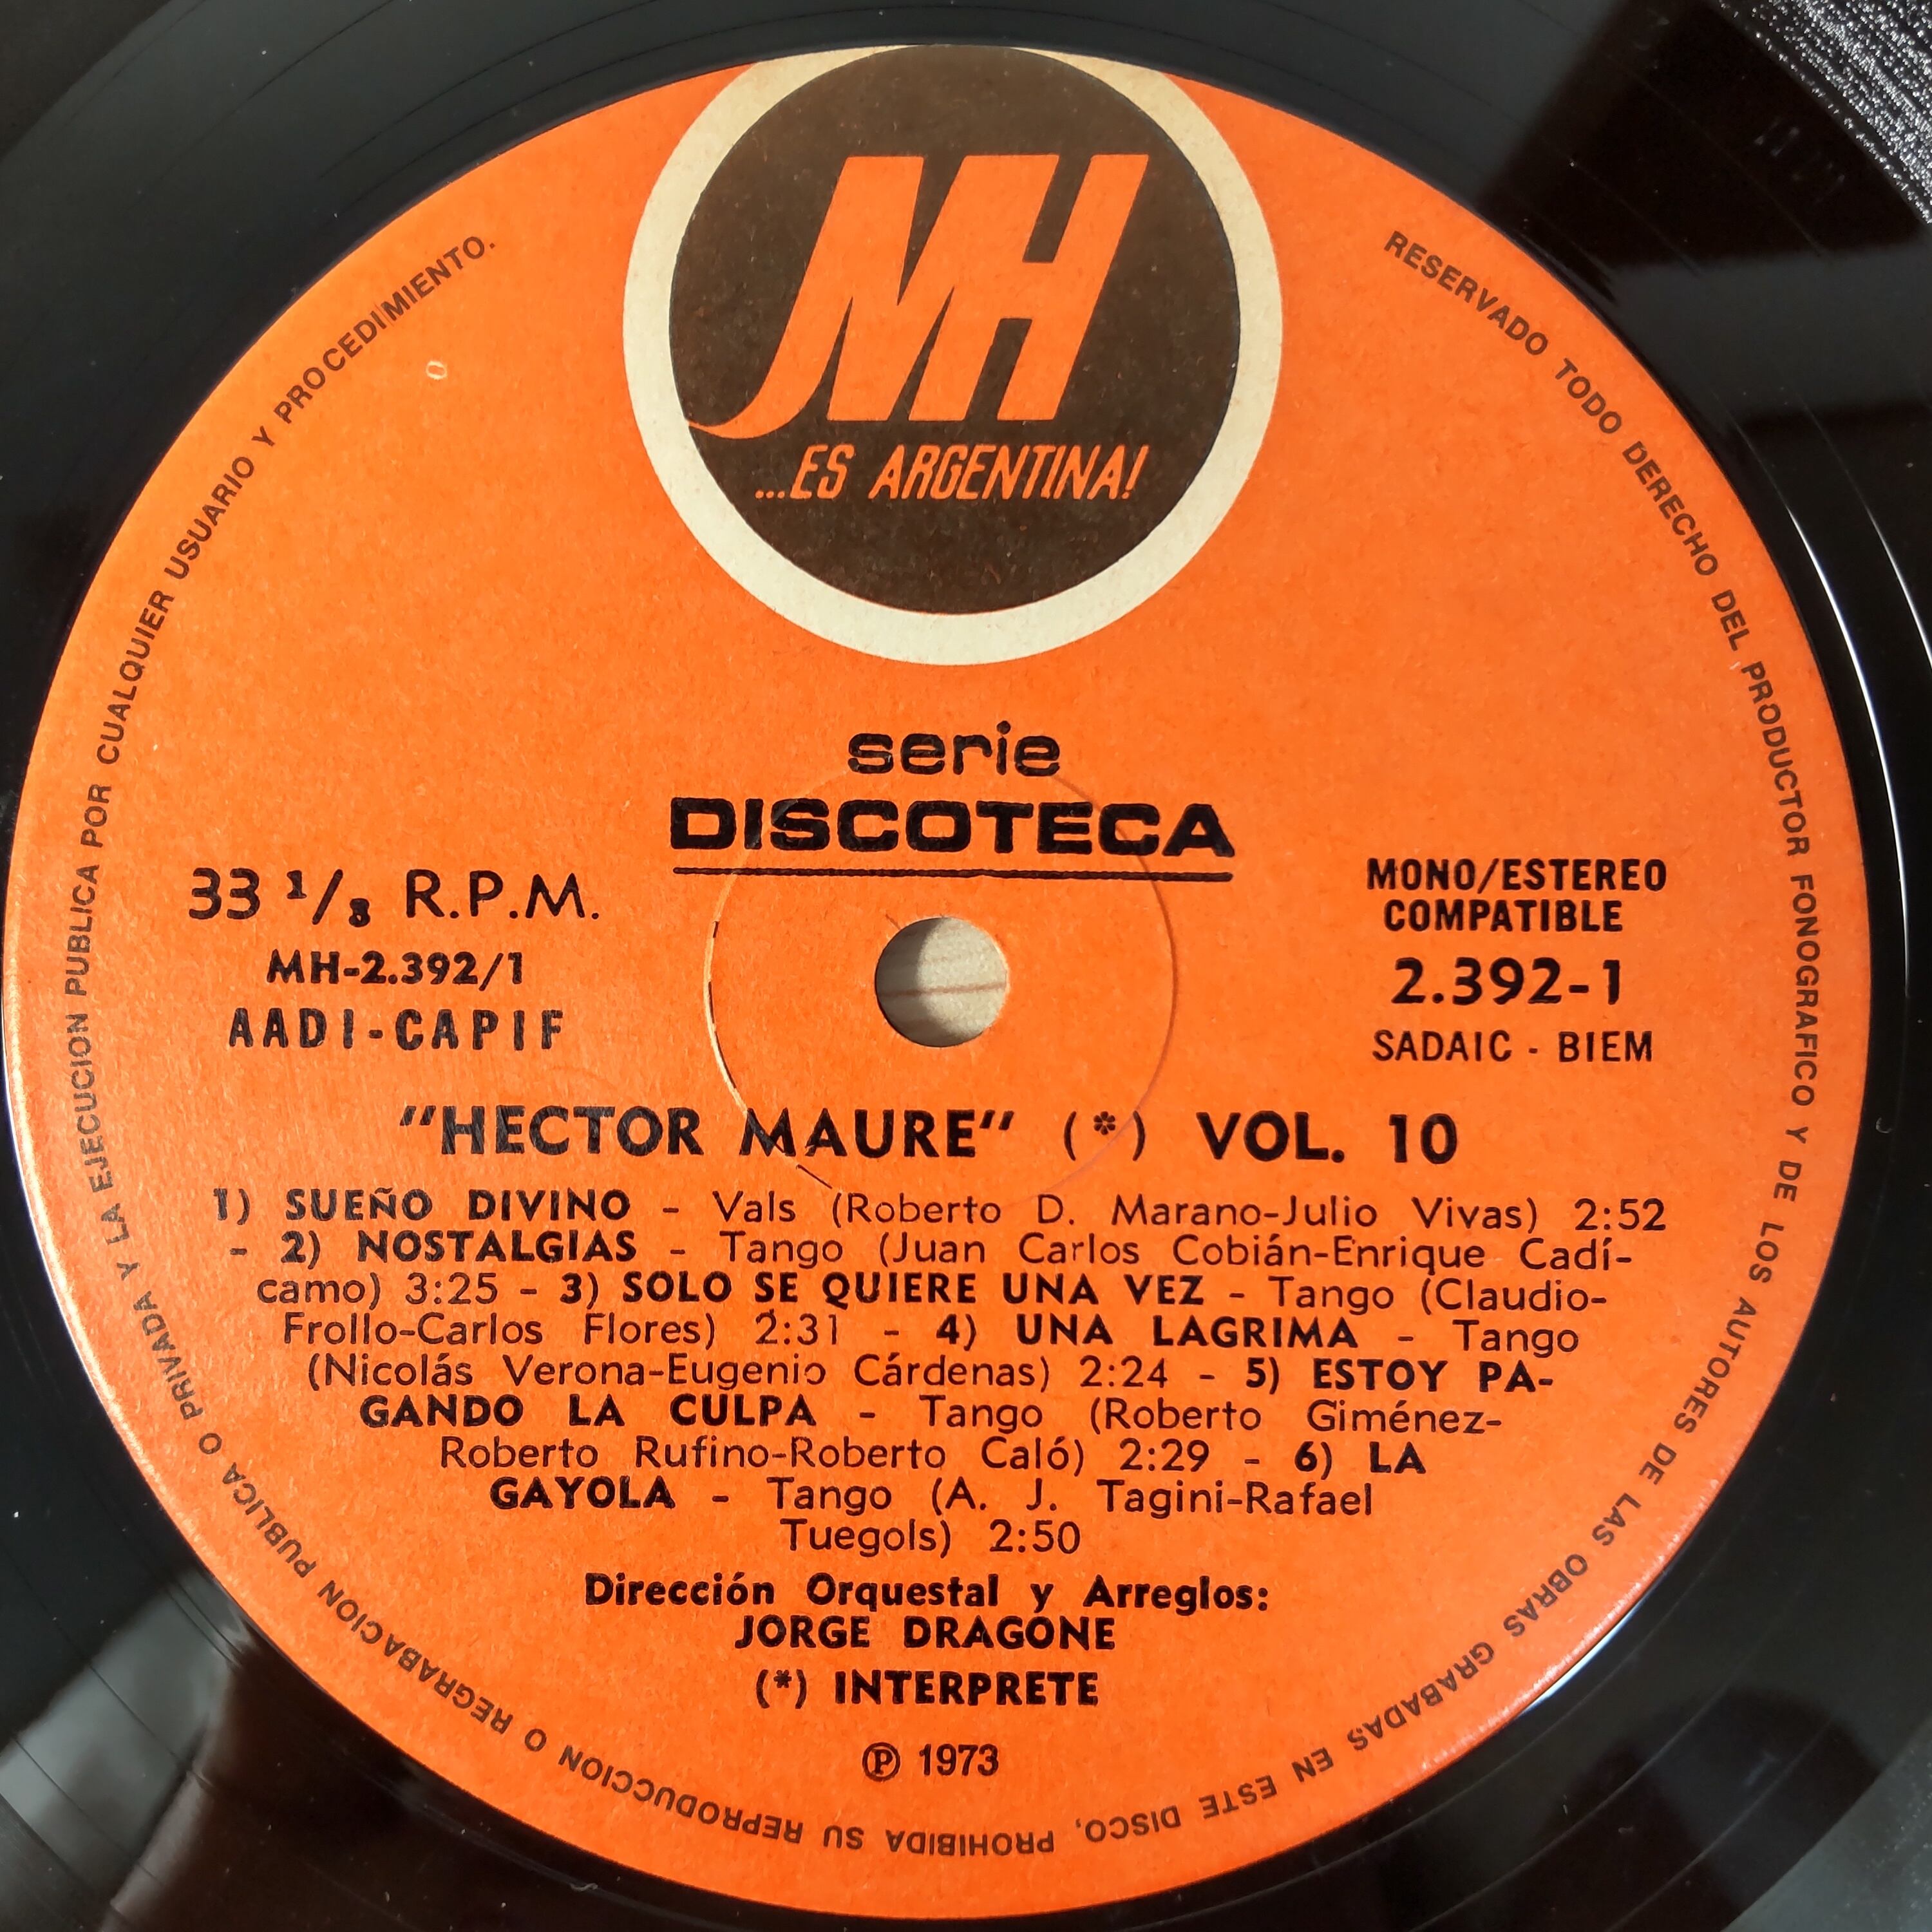 MH
...ES ARGENTINA!
serie
DISCOTECA
33 1/3 R.P.M.
MH-2.392/1
AADI-CAPIF
MONO/ESTEREO
COMPATIBLE
2.392-1
SADAIC - BIEM
"HECTOR MAURE" (*) VOL. 10
1) SUEÑO DIVINO - Vals (Roberto D. Marano-Julio Vivas) 2:52
- 2) NOSTALGIAS - Tango (Juan Carlos Cobián-Enrique Cadí-
camo) 3:25 - 3) SOLO SE QUIERE UNA VEZ - Tango (Claudio-
Frollo-Carlos Flores) 2:31 - 4) UNA LAGRIMA - Tango
(Nicolás Verona-Eugenio Cárdenas) 2:24 - 5) ESTOY PA-
GANDO LA CULPA - Tango (Roberto Giménez-
Roberto Rufino-Roberto Caló) 2:29 - 6) LA
GAYOLA - Tango (A. J. Tagini-Rafael
Tuegols) 2:50
Dirección Orquestal y Arreglos:
JORGE DRAGONE
(*) INTERPRETE
℗ 1973
RESERVADO TODO DERECHO DEL PRODUCTOR FONOGRAFICO Y DE LOS AUTORES DE LAS OBRAS GRABADAS EN ESTE DISCO, PROHIBIDA SU REPRODUCCION O REGRABACION PUBLICA O PRIVADA Y LA EJECUCION PUBLICA POR CUALQUIER USUARIO Y PROCEDIMIENTO.